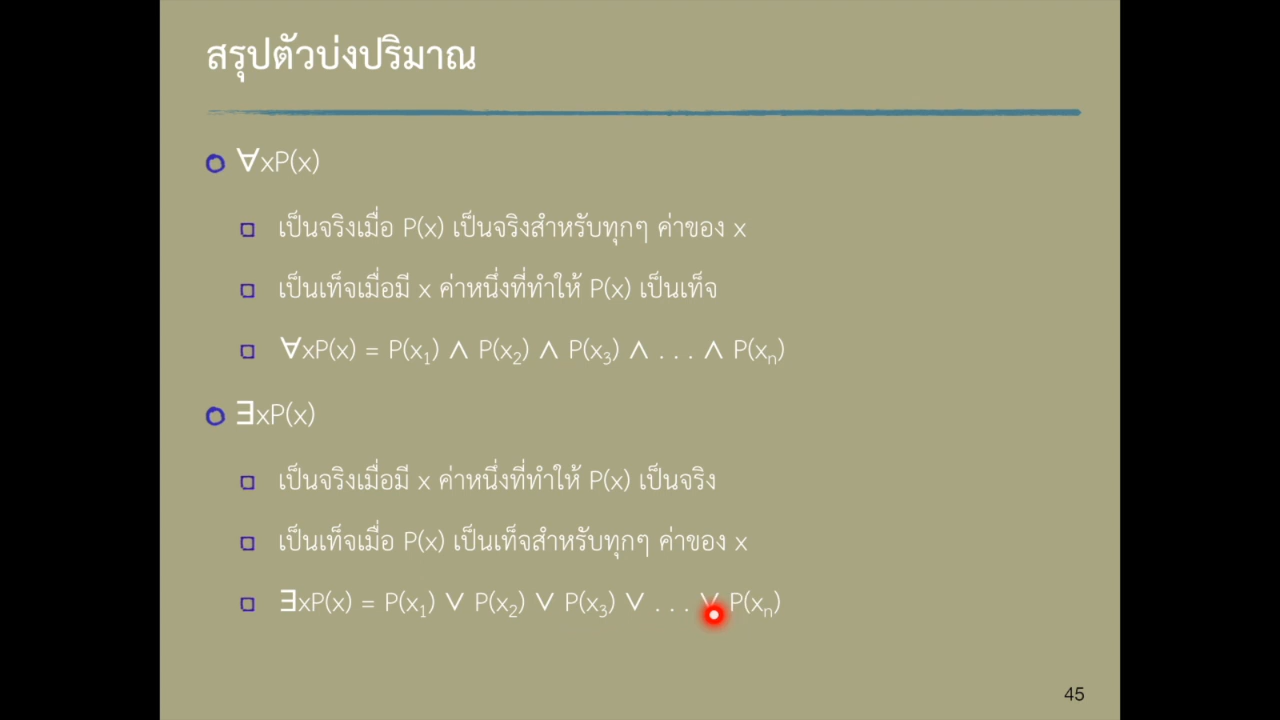 สรุปตัวบ่งปริมาณ
∀xP(x)
เป็นจริงเมื่อ P(x) เป็นจริงสำหรับทุกๆ ค่าของ x
เป็นเท็จเมื่อมี x ค่าหนึ่งที่ทำให้ P(x) เป็นเท็จ
∀xP(x) = P(x₁) ∧ P(x₂) ∧ P(x₃) ∧ . . . ∧ P(xₙ)
∃xP(x)
เป็นจริงเมื่อมี x ค่าหนึ่งที่ทำให้ P(x) เป็นจริง
เป็นเท็จเมื่อ P(x) เป็นเท็จสำหรับทุกๆ ค่าของ x
∃xP(x) = P(x₁) ∨ P(x₂) ∨ P(x₃) ∨ . . . ∨ P(xₙ)
45